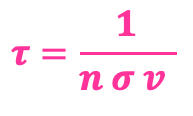 τ = 1 / n σ v